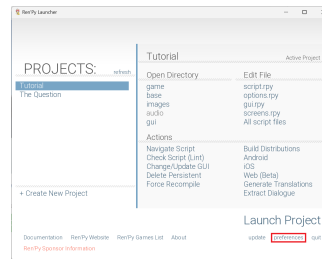 Ren'Py Launcher
PROJECTS:
refresh
Tutorial
The Question
+ Create New Project
Tutorial
Active Project
Open Directory
game
base
images
audio
gui
Edit File
script.rpy
options.rpy
gui.rpy
screens.rpy
All script files
Actions
Navigate Script
Check Script (Lint)
Change/Update GUI
Delete Persistent
Force Recompile
Build Distributions
Android
iOS
Web (Beta)
Generate Translations
Extract Dialogue
Launch Project
Documentation Ren'Py Website Ren'Py Games List About
update preferences quit
Ren'Py Sponsor Information